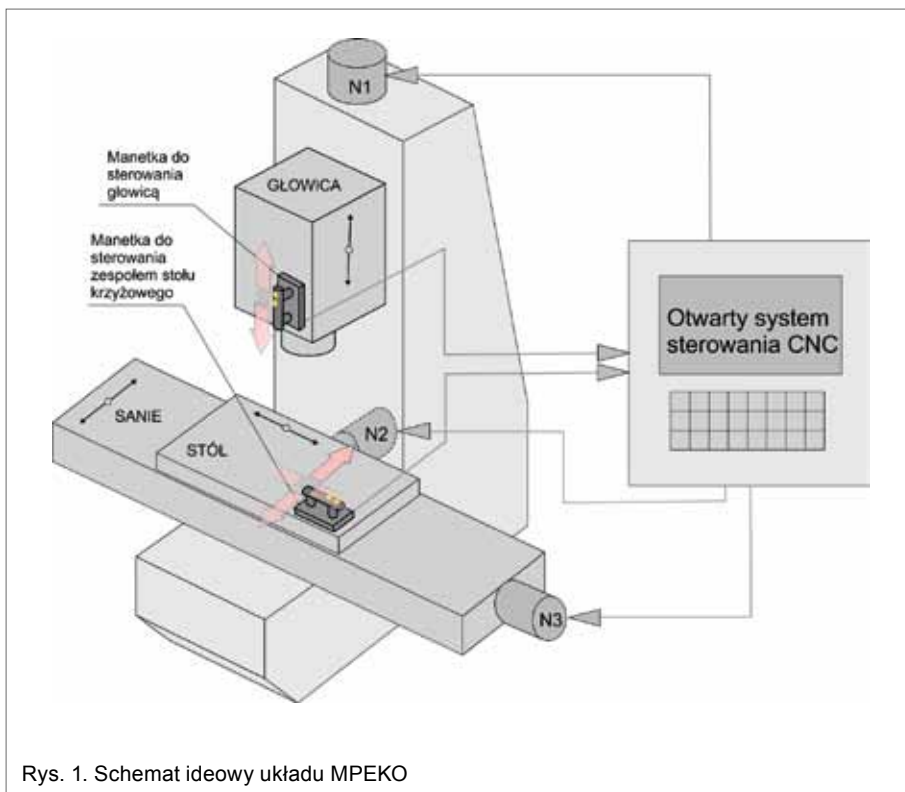 N1
Manetka do
sterowania
głowicą
GŁOWICA
Manetka do
sterowania
zespołem stołu
krzyżowego
Otwarty system
sterowania CNC
SANIE
STÓŁ
N2
N3
Rys. 1. Schemat ideowy układu MPEKO